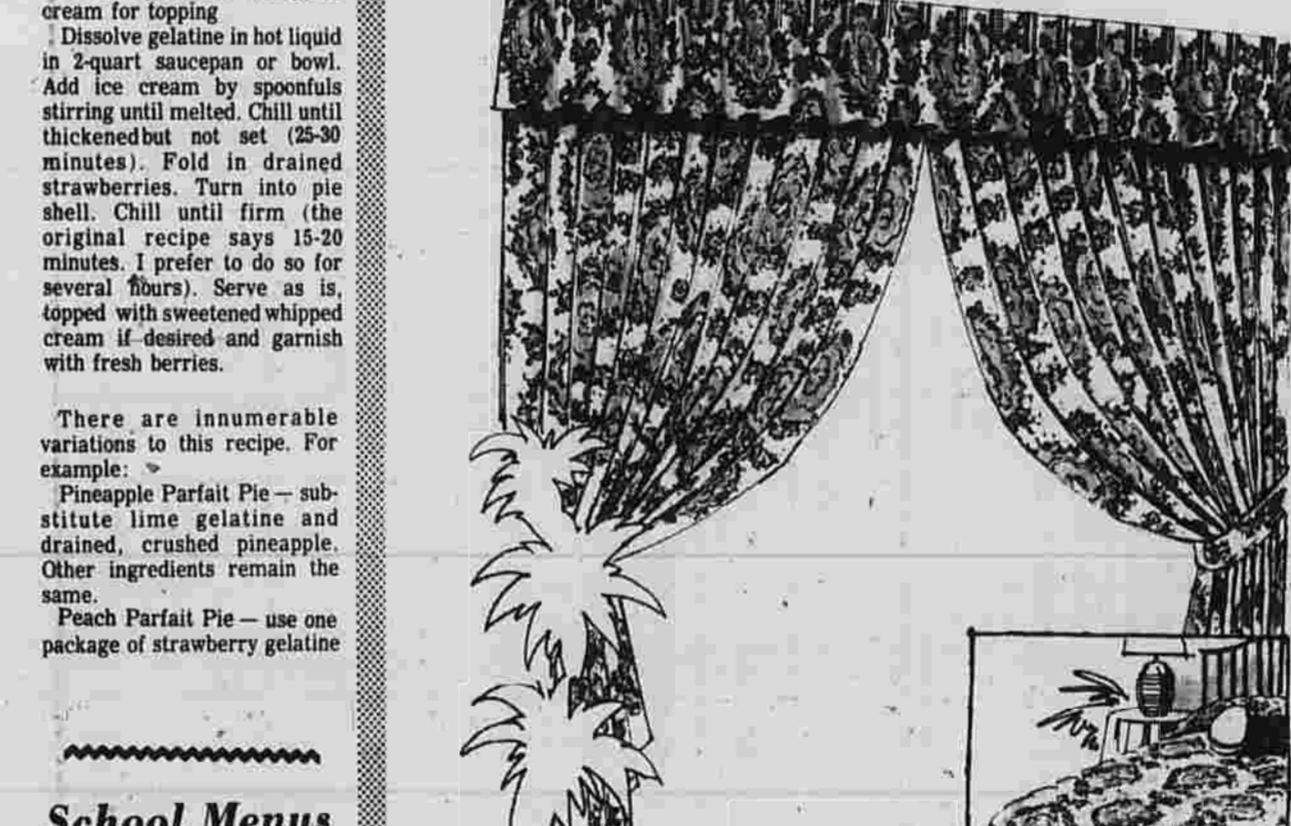 cream for topping
Dissolve gelatine in hot liquid
in 2-quart saucepan or bowl.
Add ice cream by spoonfuls
stirring until melted. Chill until
thickened but not set (25-30
minutes). Fold in drained
strawberries. Turn into pie
shell. Chill until firm (the
original recipe says 15-20
minutes. I prefer to do so for
several hours). Serve as is,
topped with sweetened whipped
cream if desired and garnish
with fresh berries.
There are innumerable
variations to this recipe. For
example:
Pineapple Parfait Pie — sub-
stitute lime gelatine and
drained, crushed pineapple.
Other ingredients remain the
same.
Peach Parfait Pie — use one
package of strawberry gelatine
School Menus